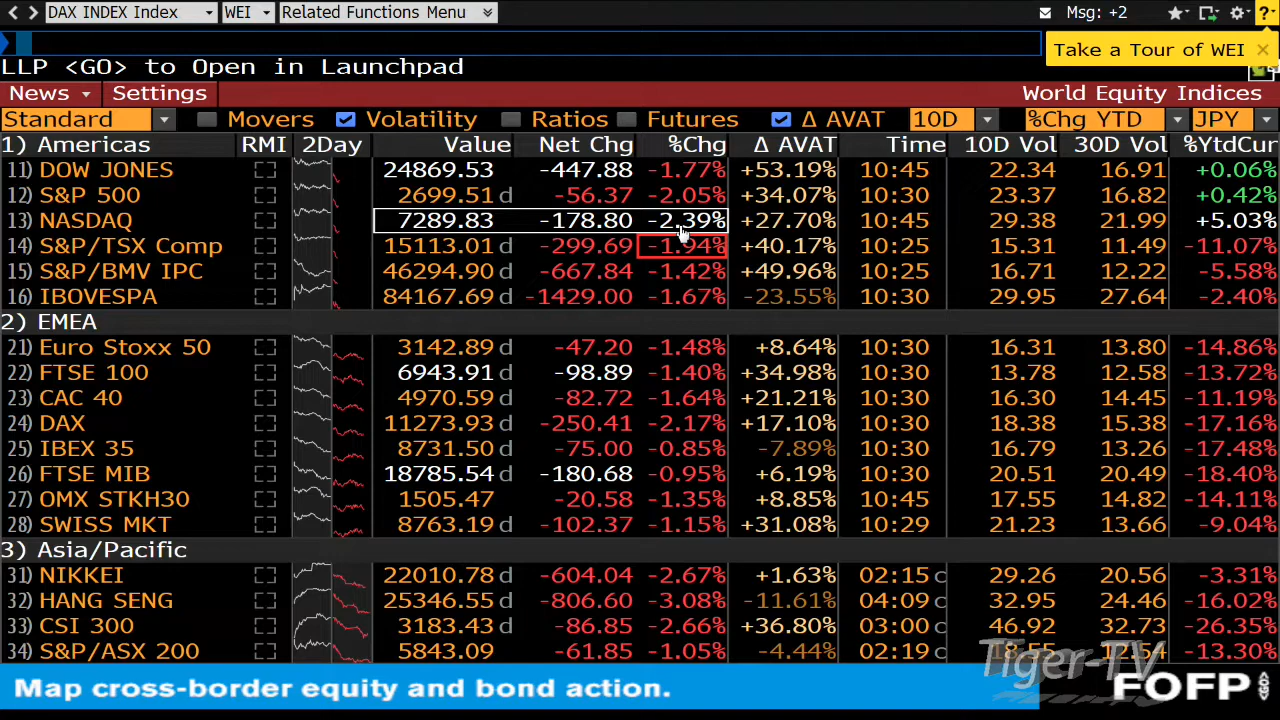 DAX INDEX Index WEI Related Functions Menu Msg: +2 ?
Take a Tour of WEI ×
LLP <GO> to Open in Launchpad
News Settings World Equity Indices
Standard Movers Volatility Ratios Futures Δ AVAT 10D %Chg YTD JPY
1) Americas RMI 2Day Value Net Chg %Chg Δ AVAT Time 10D Vol 30D Vol %YtdCur
11) DOW JONES 24869.53 -447.88 -1.77% +53.19% 10:45 22.34 16.91 +0.06%
12) S&P 500 2699.51 d -56.37 -2.05% +34.07% 10:30 23.37 16.82 +0.42%
13) NASDAQ 7289.83 -178.80 -2.39% +27.70% 10:45 29.38 21.99 +5.03%
14) S&P/TSX Comp 15113.01 d -299.69 -1.94% +40.17% 10:25 15.31 11.49 -11.07%
15) S&P/BMV IPC 46294.90 d -667.84 -1.42% +49.96% 10:25 16.71 12.22 -5.58%
16) IBOVESPA 84167.69 d -1429.00 -1.67% -23.55% 10:30 29.95 27.64 -2.40%
2) EMEA
21) Euro Stoxx 50 3142.89 d -47.20 -1.48% +8.64% 10:30 16.31 13.80 -14.86%
22) FTSE 100 6943.91 d -98.89 -1.40% +34.98% 10:30 13.78 12.58 -13.72%
23) CAC 40 4970.59 d -82.72 -1.64% +21.21% 10:30 16.30 14.45 -11.19%
24) DAX 11273.93 d -250.41 -2.17% +17.10% 10:30 18.38 15.38 -17.16%
25) IBEX 35 8731.50 d -75.00 -0.85% -7.89% 10:30 16.79 13.26 -17.48%
26) FTSE MIB 18785.54 d -180.68 -0.95% +6.19% 10:30 20.51 20.49 -18.40%
27) OMX STKH30 1505.47 -20.58 -1.35% +8.85% 10:45 17.55 14.82 -14.11%
28) SWISS MKT 8763.19 d -102.37 -1.15% +31.08% 10:29 21.23 13.66 -9.04%
3) Asia/Pacific
31) NIKKEI 22010.78 d -604.04 -2.67% +1.63% 02:15 c 29.26 20.56 -3.31%
32) HANG SENG 25346.55 d -806.60 -3.08% -11.61% 04:09 c 32.95 24.46 -16.02%
33) CSI 300 3183.43 d -86.85 -2.66% +36.80% 03:00 c 46.92 32.73 -26.35%
34) S&P/ASX 200 5843.09 -61.85 -1.05% -4.44% 02:19 c -13.30%
Tiger-TV
Map cross-border equity and bond action. FOFP